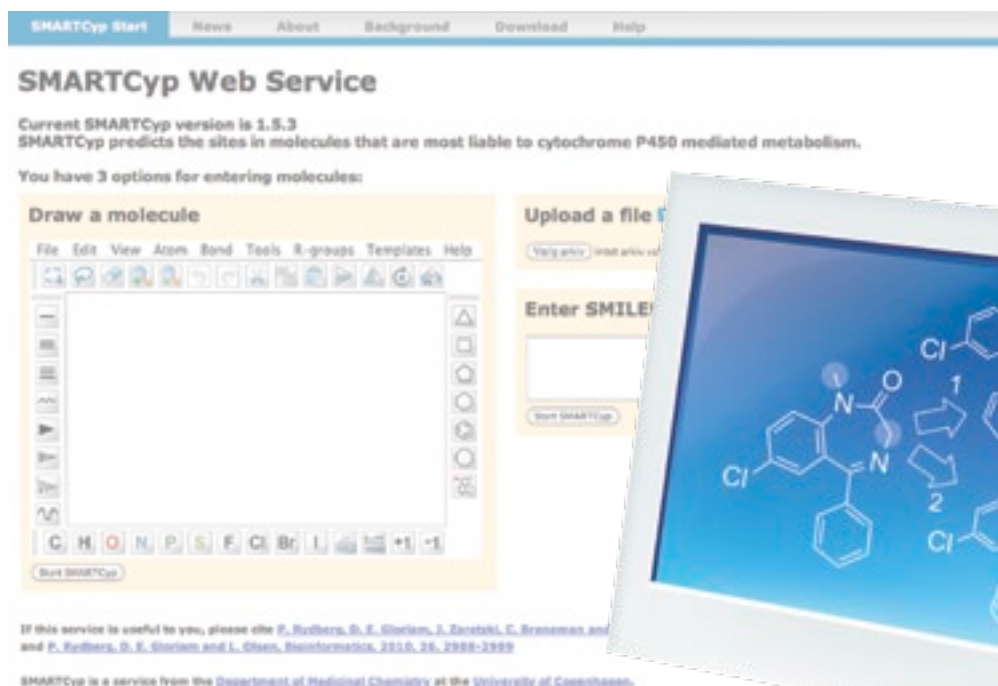 SMARTCyp Start News About Background Download Help
SMARTCyp Web Service
Current SMARTCyp version is 1.5.3
SMARTCyp predicts the sites in molecules that are most liable to cytochrome P450 mediated metabolism.
You have 3 options for entering molecules:
Draw a molecule
File Edit View Atom Bond Tools R-groups Templates Help
C H O N P S F Cl Br I +1 -1
Start SMARTCyp
Upload a file
Vælg arkiv
Enter SMILE
Start SMARTCyp
Cl
N O 1
Cl N
2
Cl
If this service is useful to you, please cite P. Rydberg, D. E. Gloriam, J. Zaretzki, C. Breneman and
and P. Rydberg, D. E. Gloriam and L. Olsen, Bioinformatics, 2010, 26, 2988-2989
SMARTCyp is a service from the Department of Medicinal Chemistry at the University of Copenhagen.